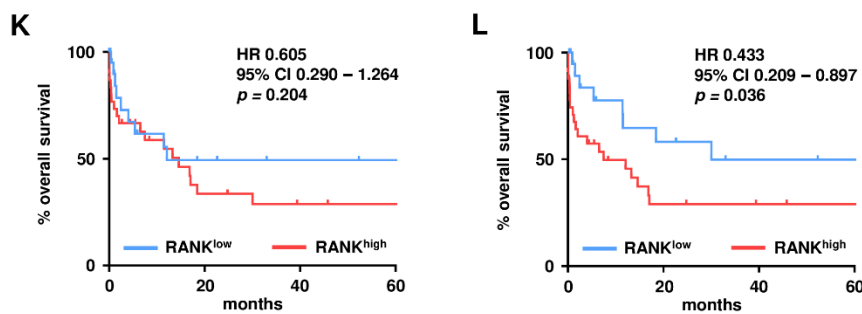 K
HR 0.605
95% CI 0.290 – 1.264
p = 0.204
% overall survival
100
50
0
RANKlow
RANKhigh
0 20 40 60
months
L
HR 0.433
95% CI 0.209 – 0.897
p = 0.036
% overall survival
100
50
0
RANKlow
RANKhigh
0 20 40 60
months